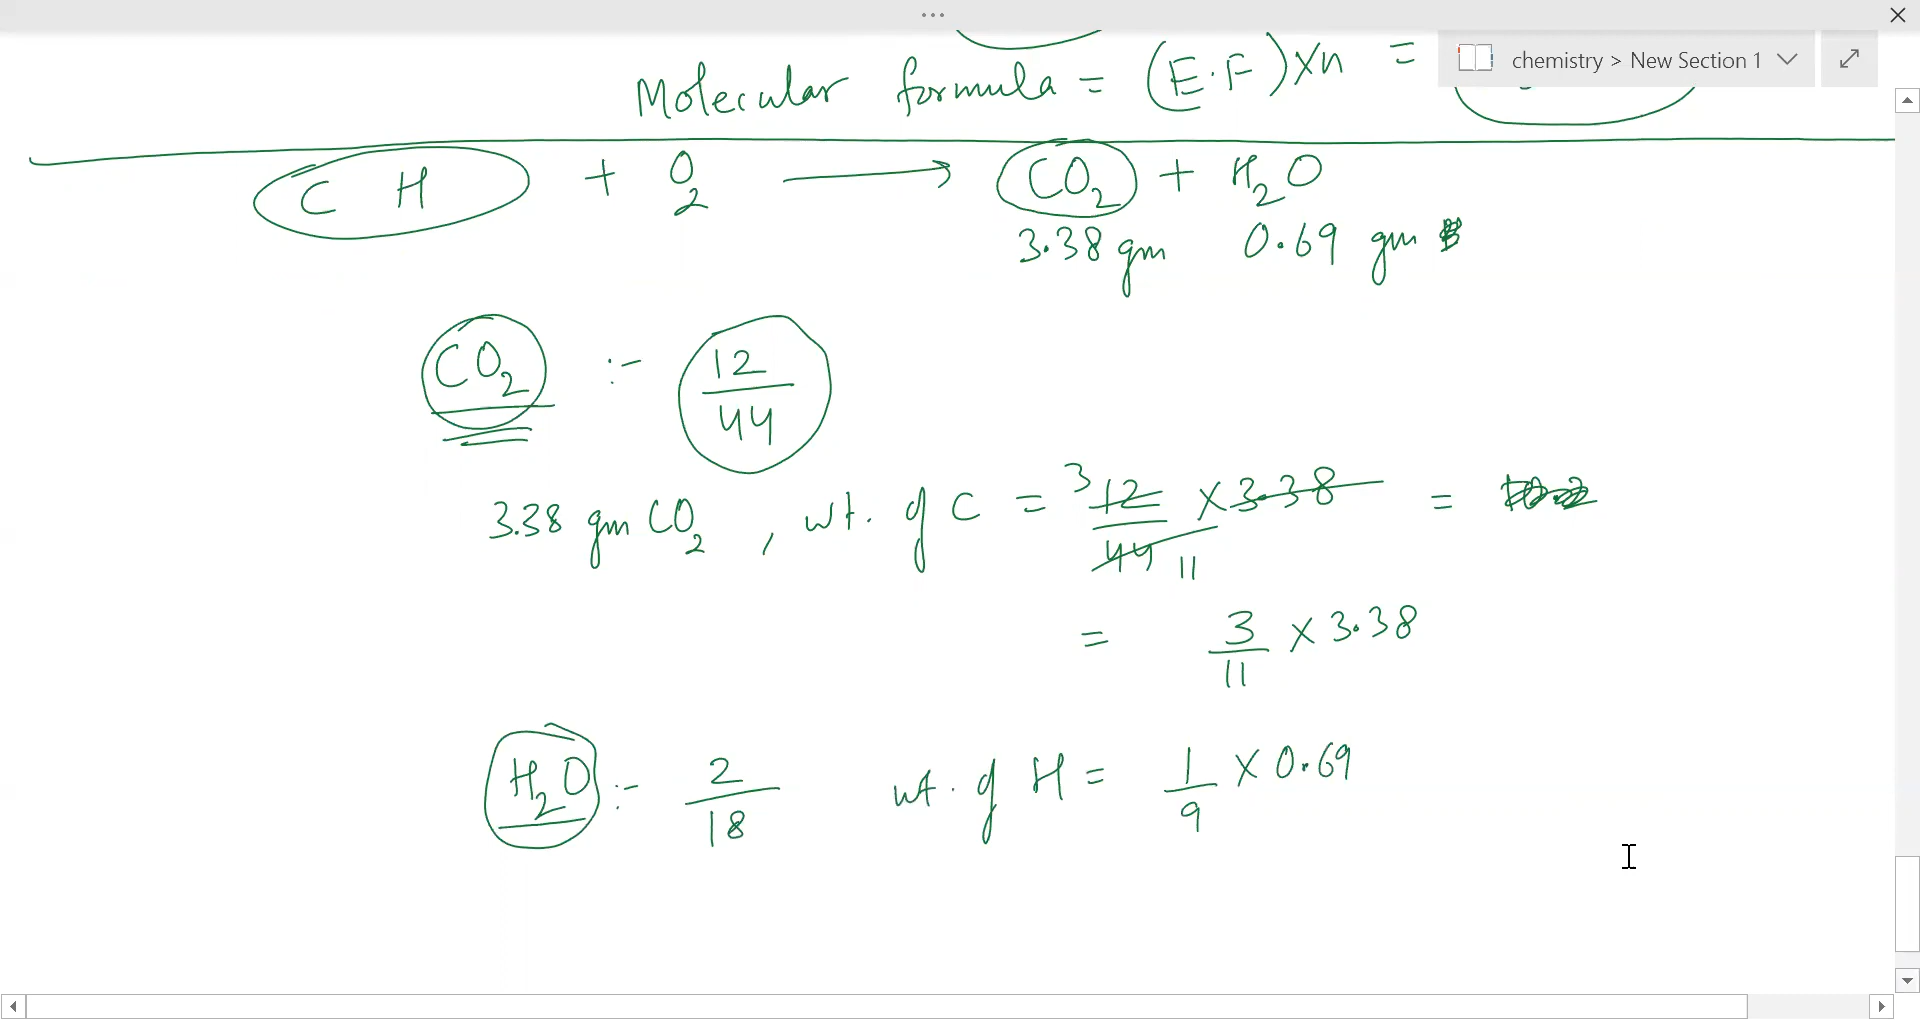 ...
chemistry > New Section 1
Molecular formula = (E.F)xn =
C H + O2 → CO2 + H2O
3.38 gm 0.69 gm
CO2 :- 12/44
3.38 gm CO2 , wt. of C = 3 12/44 11 x 3.38 =
= 3/11 x 3.38
H2O :- 2/18 wt. of H = 1/9 x 0.69